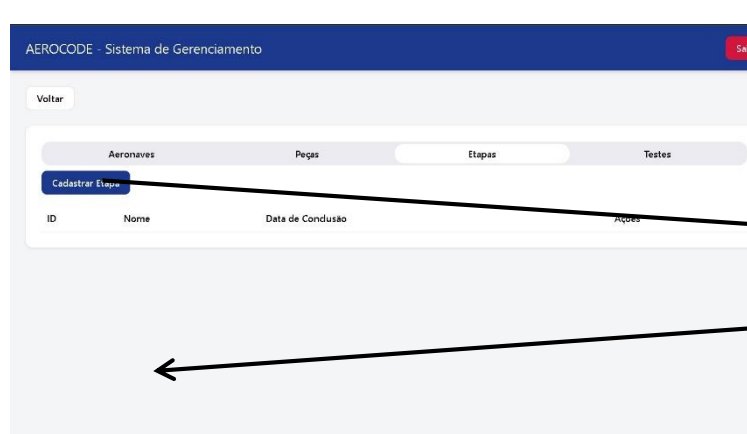 AEROCODE - Sistema de Gerenciamento
Voltar
Aeronaves Peças Etapas Testes
Cadastrar Etapa
ID Nome Data de Conclusão Ações